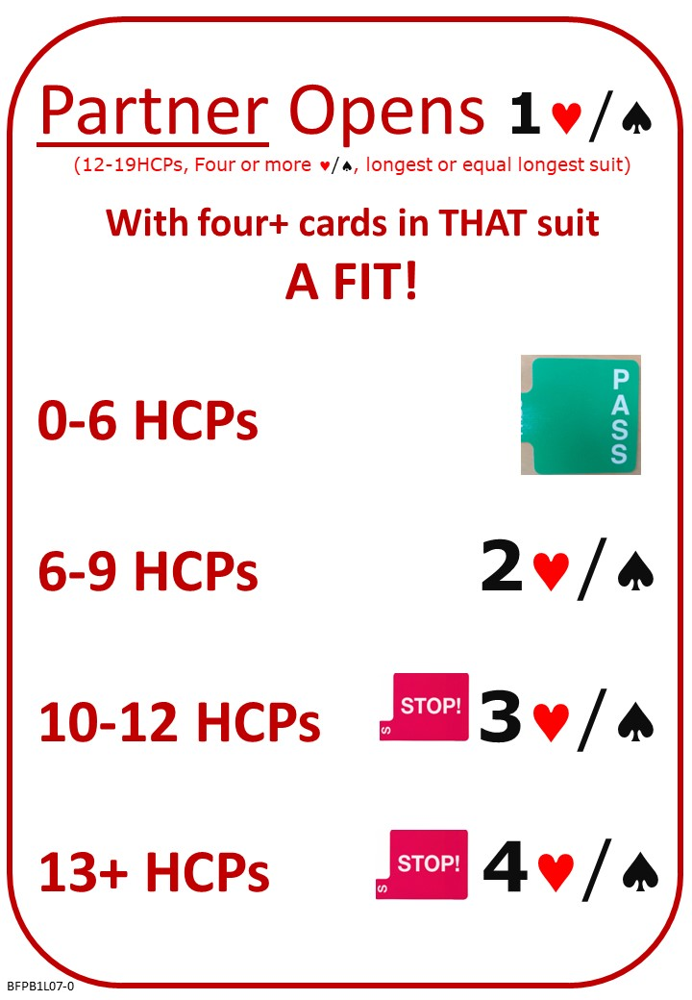 Partner Opens 1♥/♠
(12-19HCPs, Four or more ♥/♠, longest or equal longest suit)
With four+ cards in THAT suit
A FIT!
0-6 HCPs
PASS
6-9 HCPs
2♥/♠
10-12 HCPs
STOP!
S
3♥/♠
13+ HCPs
STOP!
S
4♥/♠
BFPB1L07-0